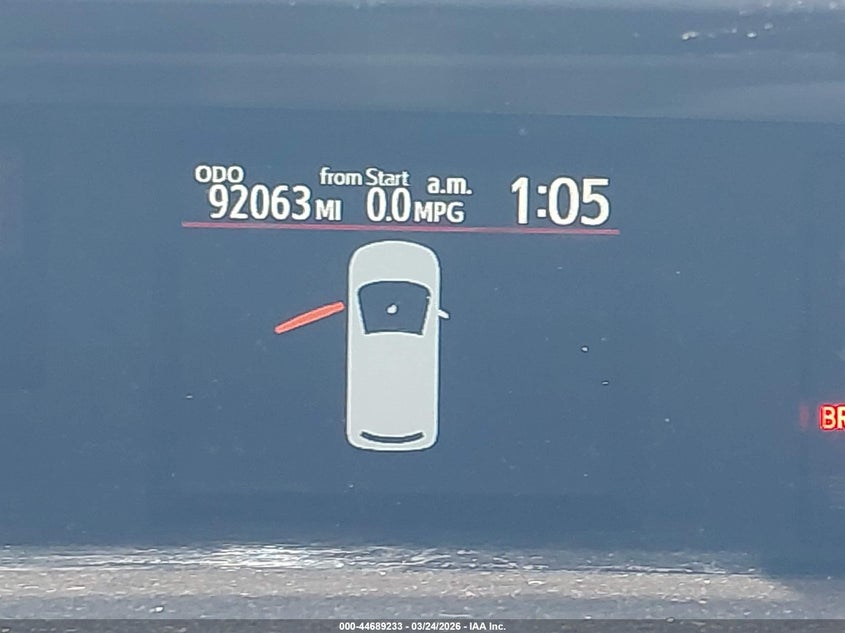 ODO from Start a.m. 1:05
92063 MI 0.0 MPG
BR
000-44689233 - 03/24/2026 - IAA Inc.